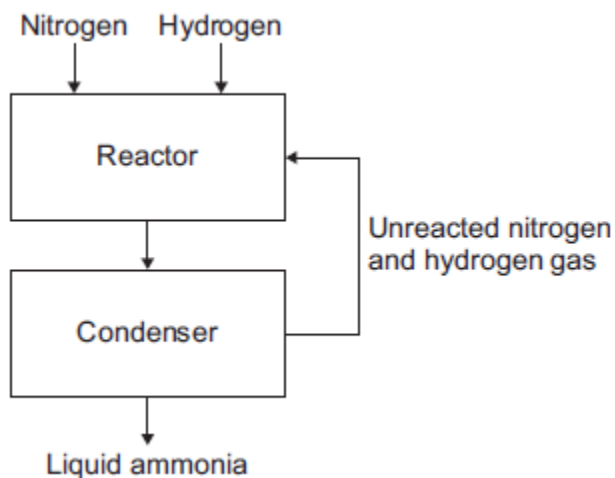 Nitrogen Hydrogen
Reactor
Unreacted nitrogen
and hydrogen gas
Condenser
Liquid ammonia